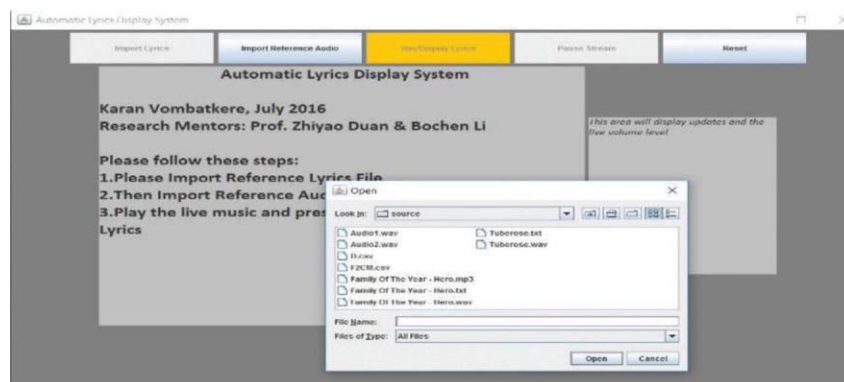 Automatic Lyrics Display System
Import Lyrics
Import Reference Audio
Pause Stream
Reset
Automatic Lyrics Display System
Karan Vombatkere, July 2016
Research Mentors: Prof. Zhiyao Duan & Bochen Li
This area will display updates and the
live volume level
Please follow these steps:
1.Please Import Reference Lyrics File
2.Then Import Reference Aud
3.Play the live music and pres
Lyrics
Open
Look In: source
Audio1.wav
Audio2.wav
F2CM.csv
Family Of The Year - Hero.mp3
Family Of The Year - Hero.txt
Family Of The Year - Hero.wav
Tuberose.txt
Tuberose.wav
File Name:
Files of Type: All Files
Open
Cancel